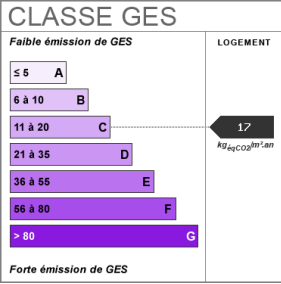 CLASSE GES
Faible émission de GES
LOGEMENT
≤ 5 A
6 à 10 B
11 à 20 C
17
kgéqCO2/m².an
21 à 35 D
36 à 55 E
56 à 80 F
> 80 G
Forte émission de GES